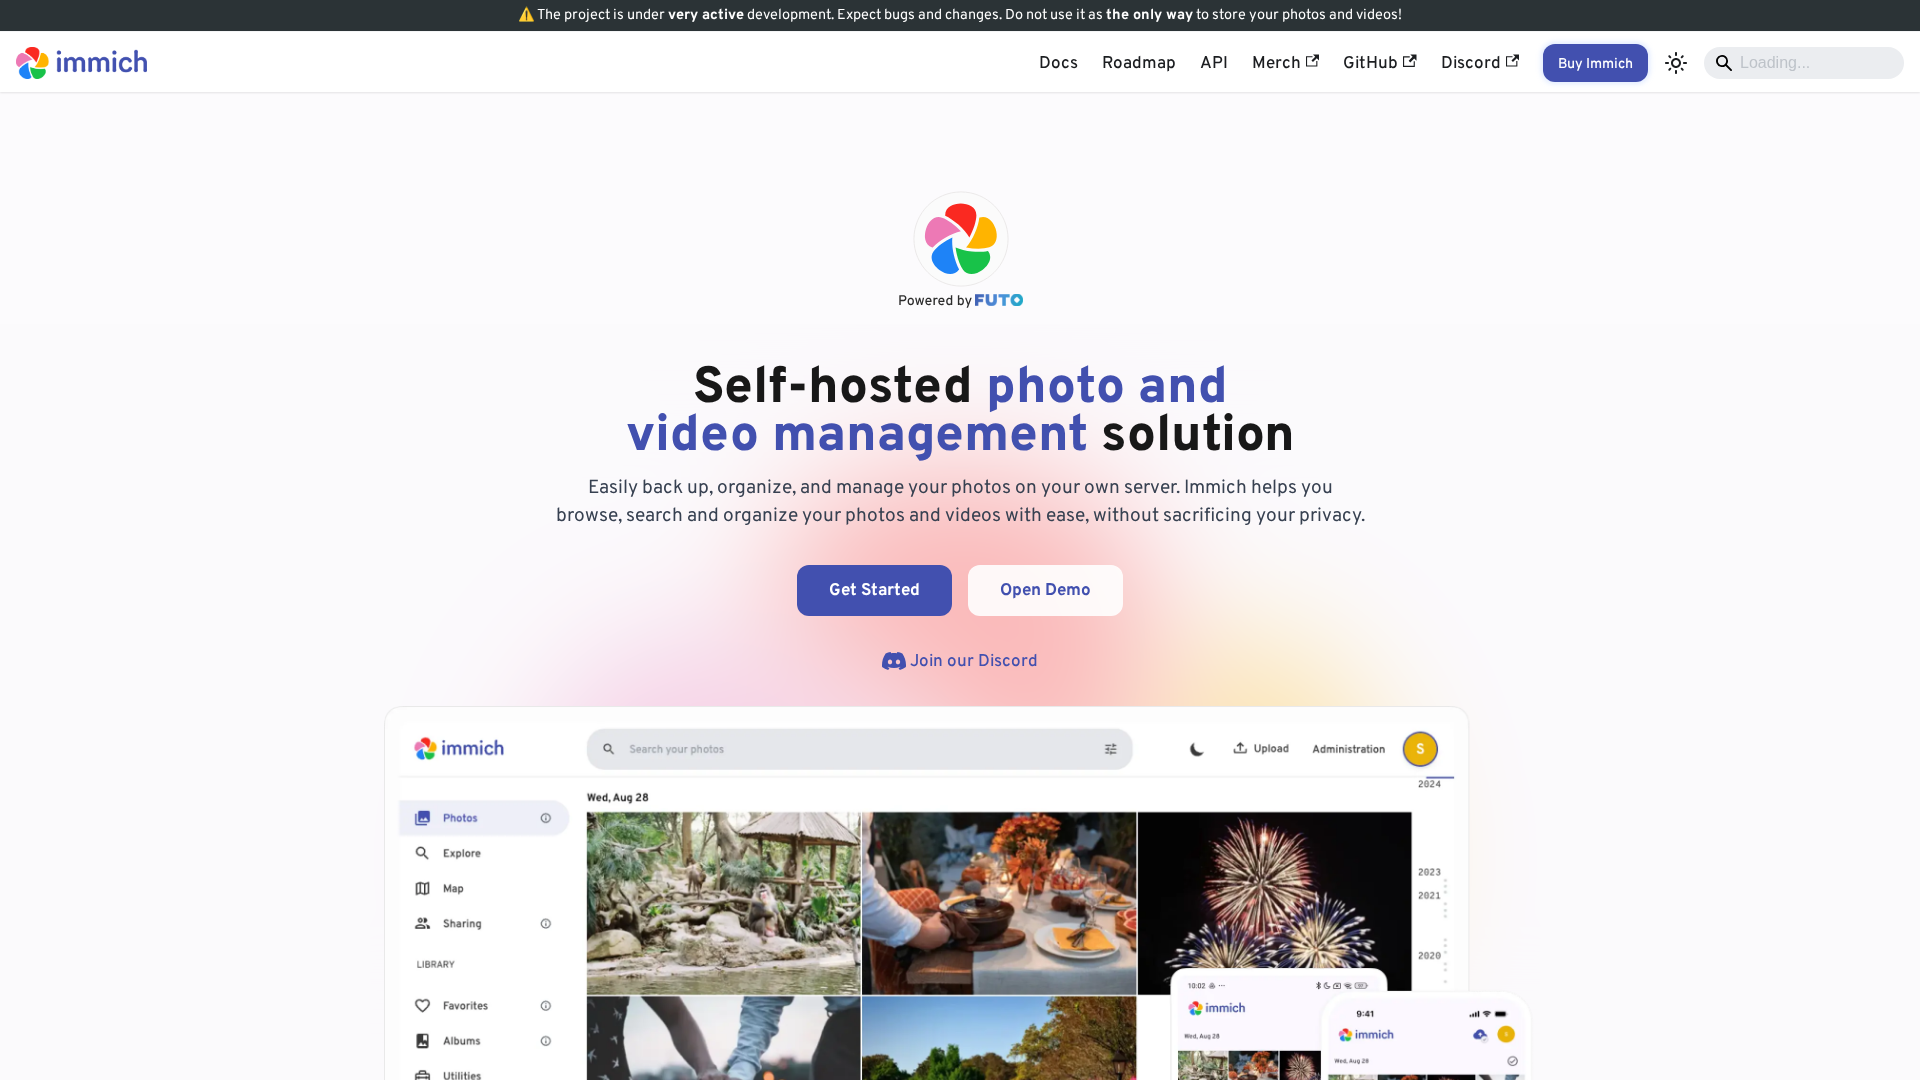 ⚠️ The project is under very active development. Expect bugs and changes. Do not use it as the only way to store your photos and videos!
immich
Docs
Roadmap
API
Merch
GitHub
Discord
Buy Immich
Loading...
Powered by FUTO
Self-hosted photo and
video management solution
Easily back up, organize, and manage your photos on your own server. Immich helps you
browse, search and organize your photos and videos with ease, without sacrificing your privacy.
Get Started
Open Demo
Join our Discord
immich
Search your photos
Upload
Administration
S
2024
Wed, Aug 28
Photos
Explore
Map
Sharing
LIBRARY
Favorites
Albums
Utilities
2023
2021
2020
10:02
immich
Wed, Aug 28
9:41
immich
Wed, Aug 29